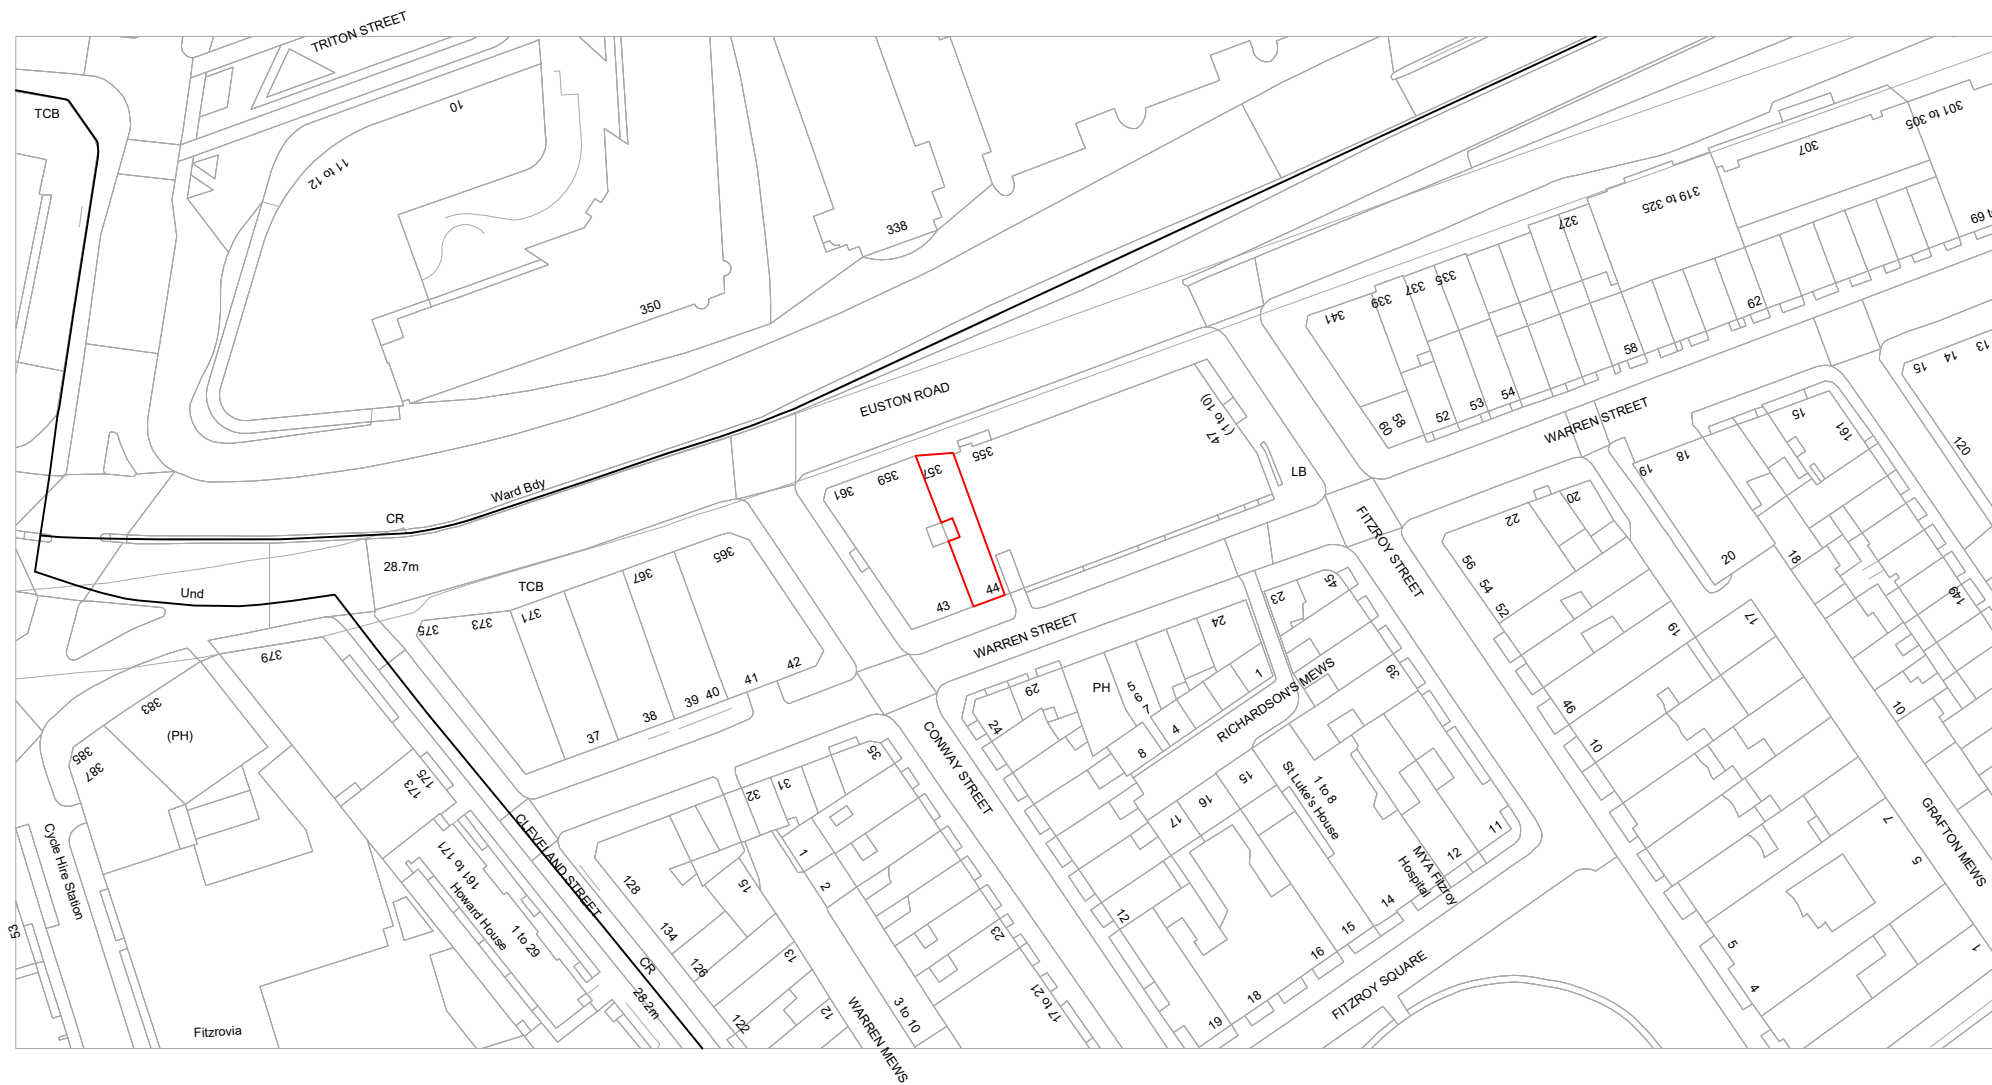 TRITON STREET
TCB
10
11 to 12
338
350
301 to 305
307
319 to 325
327
335
337
339
341
62
58
54
53
52
58
60
13
14
15
EUSTON ROAD
47
(1 to 10)
355
357
359
361
LB
WARREN STREET
15
161
18
19
120
Ward Bdy
CR
28.7m
TCB
Und
365
367
371
373
375
379
43
44
FITZROY STREET
22
20
56
54
52
20
18
149
WARREN STREET
45
23
24
39
RICHARDSON'S MEWS
1
4
5
6
7
8
PH
29
24
42
41
40
39
38
37
383
(PH)
385
387
175
173
161 to 171
Howard House
1 to 29
Cycle Hire Station
53
Fitzrovia
CLEVELAND STREET
CR
28.2m
35
31
32
1
2
15
128
134
126
122
13
12
3 to 10
WARREN MEWS
CONWAY STREET
23
17 to 21
12
15
16
17
1 to 8
St Luke's House
MYA Fitzroy
Hospital
11
12
14
15
16
18
19
FITZROY SQUARE
46
10
19
17
10
7
5
5
4
1
GRAFTON MEWS